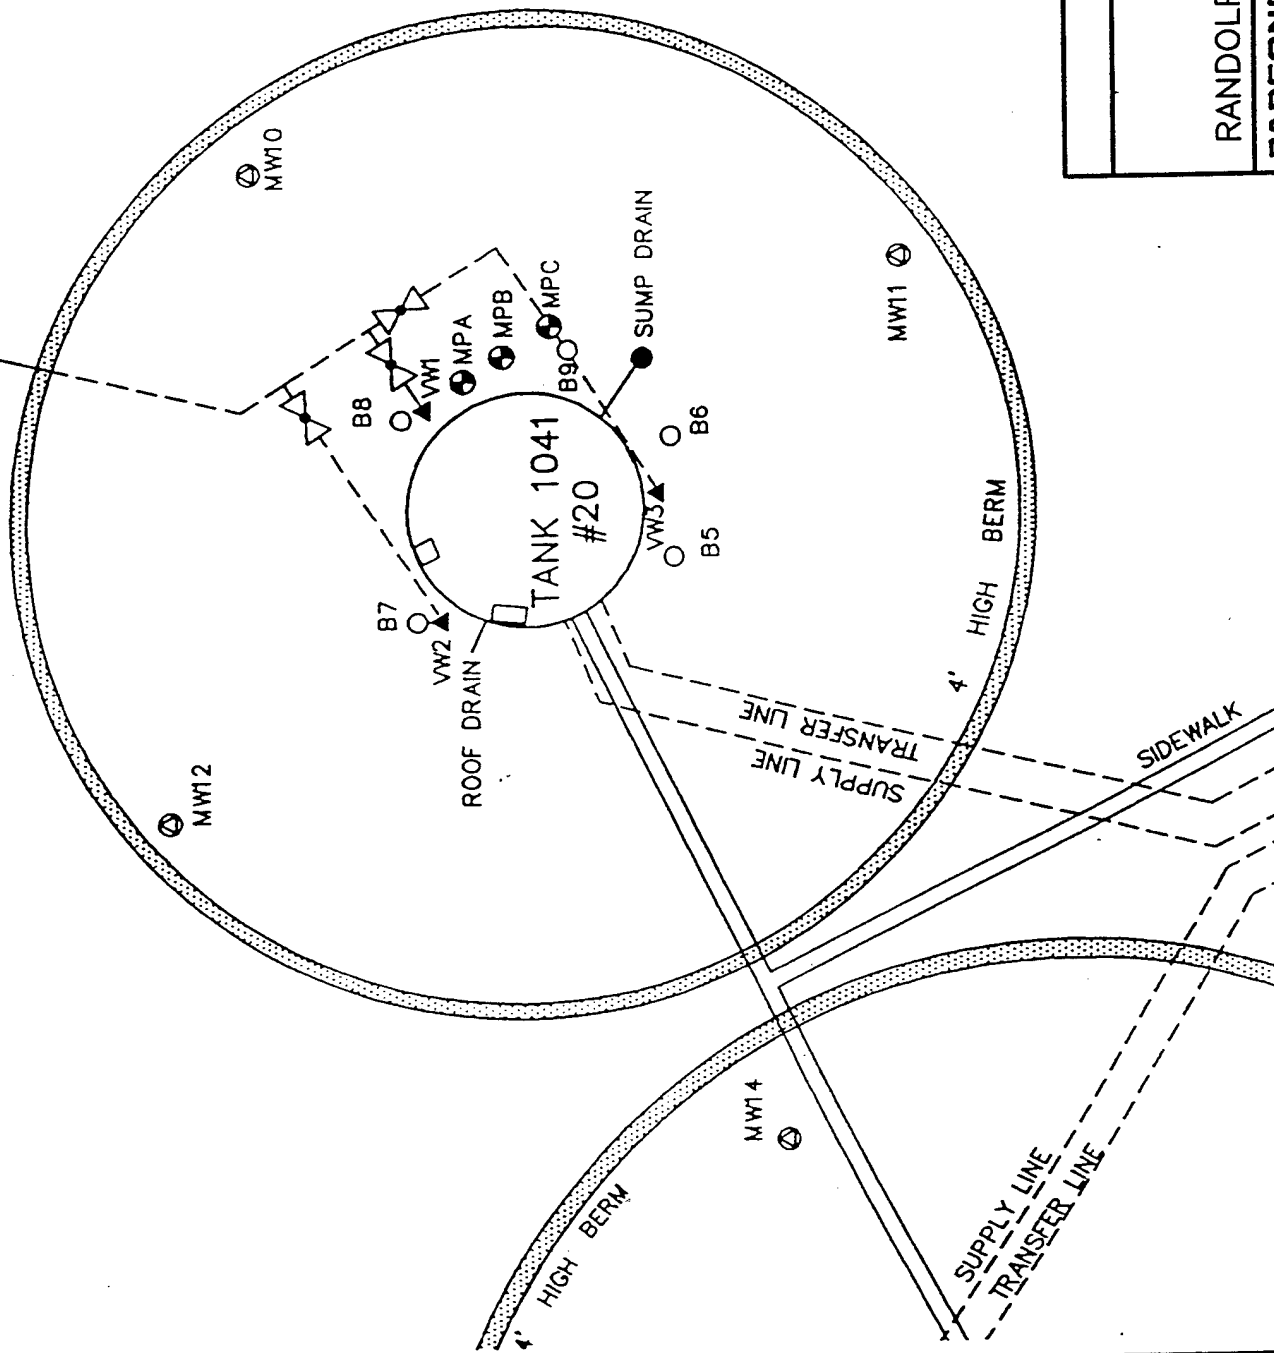 MW10
MW11
MW12
MW14
B8
VW1
MPA
MPB
MPC
B9
SUMP DRAIN
B6
B5
VW3
B7
VW2
ROOF DRAIN
TANK 1041
#20
4' HIGH BERM
TRANSFER LINE
SUPPLY LINE
SIDEWALK
4' HIGH BERM
SUPPLY LINE
TRANSFER LINE